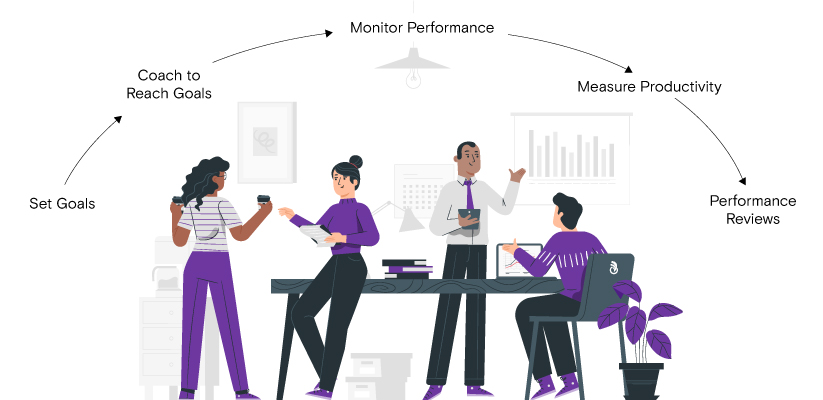 Set Goals
Coach to
Reach Goals
Monitor Performance
Measure Productivity
Performance
Reviews